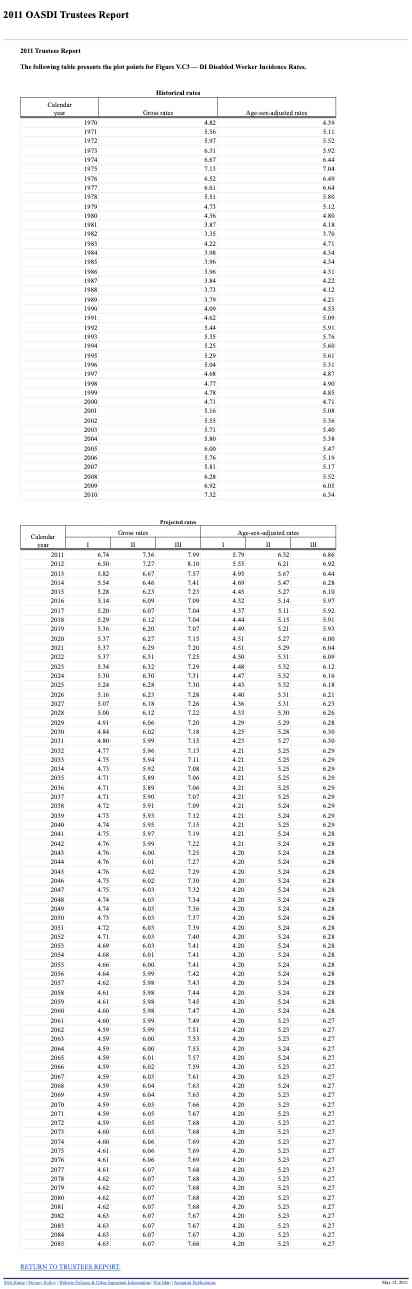 2011 OASDI Trustees Report
2011 Trustees Report
The following table presents the plot points for Figure V.C3— DI Disabled Worker Incidence Rates.
Historical rates
Calendar
year Gross rates Age-sex-adjusted rates
1970 4.82 4.39
1971 5.36 5.11
1972 5.97 5.52
1973 6.31 5.92
1974 6.67 6.44
1975 7.13 7.04
1976 6.52 6.49
1977 6.61 6.64
1978 5.51 5.80
1979 4.73 5.12
1980 4.36 4.80
1981 3.87 4.18
1982 3.35 3.70
1983 4.22 4.71
1984 3.98 4.34
1985 3.96 4.34
1986 3.96 4.31
1987 3.84 4.22
1988 3.73 4.12
1989 3.79 4.21
1990 4.09 4.53
1991 4.62 5.09
1992 5.44 5.91
1993 5.35 5.76
1994 5.25 5.60
1995 5.29 5.61
1996 5.04 5.31
1997 4.68 4.87
1998 4.77 4.90
1999 4.78 4.85
2000 4.71 4.71
2001 5.16 5.08
2002 5.55 5.36
2003 5.71 5.40
2004 5.80 5.38
2005 6.00 5.47
2006 5.76 5.19
2007 5.81 5.17
2008 6.28 5.52
2009 6.92 6.05
2010 7.32 6.34
Projected rates
Calendar
year Gross rates Age-sex-adjusted rates
I II III I II III
2011 6.74 7.36 7.99 5.79 6.32 6.86
2012 6.50 7.27 8.10 5.55 6.21 6.92
2013 5.82 6.67 7.57 4.95 5.67 6.44
2014 5.54 6.46 7.41 4.69 5.47 6.28
2015 5.28 6.23 7.23 4.45 5.27 6.10
2016 5.14 6.09 7.09 4.32 5.14 5.97
2017 5.20 6.07 7.04 4.37 5.11 5.92
2018 5.29 6.12 7.04 4.44 5.15 5.91
2019 5.36 6.20 7.07 4.49 5.21 5.93
2020 5.37 6.27 7.15 4.51 5.27 6.00
2021 5.37 6.29 7.20 4.51 5.29 6.04
2022 5.37 6.31 7.25 4.50 5.31 6.09
2023 5.34 6.32 7.29 4.48 5.32 6.12
2024 5.30 6.30 7.31 4.47 5.32 6.16
2025 5.24 6.28 7.30 4.43 5.32 6.18
2026 5.16 6.23 7.28 4.40 5.31 6.21
2027 5.07 6.18 7.26 4.36 5.31 6.23
2028 5.00 6.12 7.22 4.33 5.30 6.26
2029 4.91 6.06 7.20 4.29 5.29 6.28
2030 4.84 6.02 7.18 4.25 5.28 6.30
2031 4.80 5.99 7.15 4.23 5.27 6.30
2032 4.77 5.96 7.13 4.21 5.25 6.29
2033 4.75 5.94 7.11 4.21 5.25 6.29
2034 4.73 5.92 7.08 4.21 5.25 6.29
2035 4.71 5.89 7.06 4.21 5.25 6.29
2036 4.71 5.89 7.06 4.21 5.25 6.29
2037 4.71 5.90 7.07 4.21 5.25 6.29
2038 4.72 5.91 7.09 4.21 5.24 6.29
2039 4.73 5.93 7.12 4.21 5.24 6.29
2040 4.74 5.95 7.15 4.21 5.25 6.29
2041 4.75 5.97 7.19 4.21 5.24 6.28
2042 4.76 5.99 7.22 4.21 5.24 6.28
2043 4.76 6.00 7.25 4.20 5.24 6.28
2044 4.76 6.01 7.27 4.20 5.24 6.28
2045 4.76 6.02 7.29 4.20 5.24 6.28
2046 4.75 6.02 7.30 4.20 5.24 6.28
2047 4.75 6.03 7.32 4.20 5.24 6.28
2048 4.74 6.03 7.34 4.20 5.24 6.28
2049 4.74 6.03 7.36 4.20 5.24 6.28
2050 4.73 6.03 7.37 4.20 5.24 6.28
2051 4.72 6.03 7.39 4.20 5.24 6.28
2052 4.71 6.03 7.40 4.20 5.24 6.28
2053 4.69 6.03 7.41 4.20 5.24 6.28
2054 4.68 6.01 7.41 4.20 5.24 6.28
2055 4.66 6.00 7.41 4.20 5.24 6.28
2056 4.64 5.99 7.42 4.20 5.24 6.28
2057 4.62 5.98 7.43 4.20 5.24 6.28
2058 4.61 5.98 7.44 4.20 5.24 6.28
2059 4.61 5.98 7.45 4.20 5.24 6.28
2060 4.60 5.98 7.47 4.20 5.24 6.28
2061 4.60 5.99 7.49 4.20 5.23 6.27
2062 4.59 5.99 7.51 4.20 5.23 6.27
2063 4.59 6.00 7.53 4.20 5.23 6.27
2064 4.59 6.00 7.55 4.20 5.24 6.27
2065 4.59 6.01 7.57 4.20 5.24 6.27
2066 4.59 6.02 7.59 4.20 5.23 6.27
2067 4.59 6.03 7.61 4.20 5.24 6.27
2068 4.59 6.04 7.63 4.20 5.24 6.27
2069 4.59 6.04 7.65 4.20 5.23 6.27
2070 4.59 6.05 7.66 4.20 5.23 6.27
2071 4.59 6.05 7.67 4.20 5.23 6.27
2072 4.59 6.05 7.68 4.20 5.23 6.27
2073 4.60 6.05 7.68 4.20 5.23 6.27
2074 4.60 6.06 7.69 4.20 5.23 6.27
2075 4.61 6.06 7.69 4.20 5.23 6.27
2076 4.61 6.06 7.69 4.20 5.23 6.27
2077 4.61 6.07 7.68 4.20 5.23 6.27
2078 4.62 6.07 7.68 4.20 5.23 6.27
2079 4.62 6.07 7.68 4.20 5.23 6.27
2080 4.62 6.07 7.68 4.20 5.23 6.27
2081 4.62 6.07 7.68 4.20 5.23 6.27
2082 4.63 6.07 7.67 4.20 5.23 6.27
2083 4.63 6.07 7.67 4.20 5.23 6.27
2084 4.63 6.07 7.67 4.20 5.23 6.27
2085 4.63 6.07 7.66 4.20 5.23 6.27
RETURN TO TRUSTEES REPORT
Privacy Policy | Website Policies & Other Important Information | Site Map | Actuarial Publications